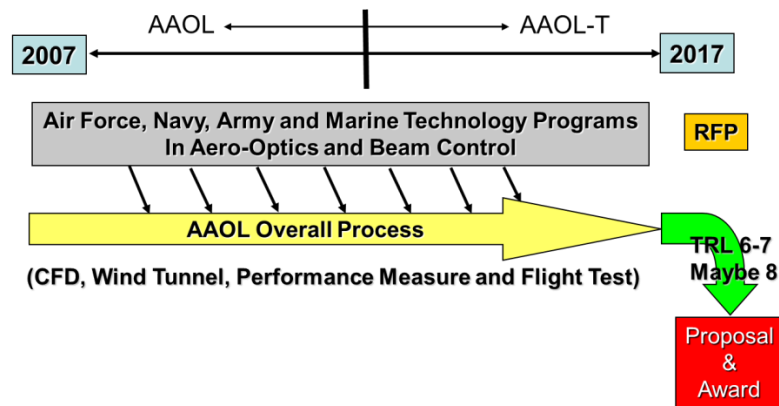 AAOL
AAOL-T
2007
2017
Air Force, Navy, Army and Marine Technology Programs
In Aero-Optics and Beam Control
RFP
AAOL Overall Process
TRL 6-7
Maybe 8
(CFD, Wind Tunnel, Performance Measure and Flight Test)
Proposal
&
Award